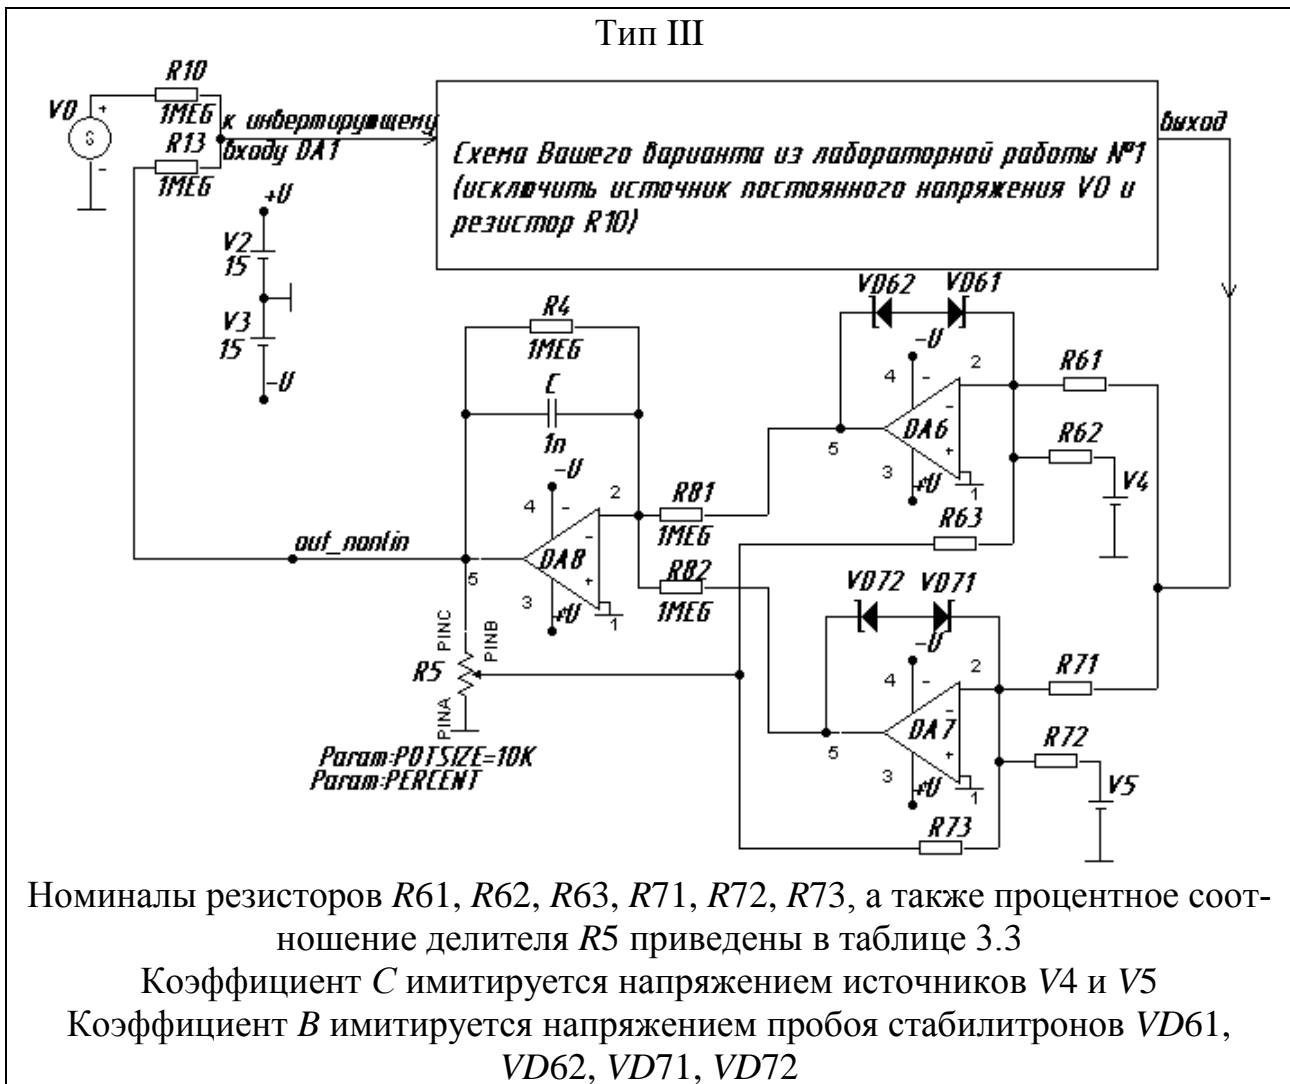 Тип III
R10
V0
+
1MEG
к инвертирующему
S
R13
входу DA1
-
1MEG
Схема Вашего варианта из лабораторной работы №1
(исключить источник постоянного напряжения V0 и
резистор R10)
выход
+U
V2
15
V3
15
-U
R4
1MEG
C
1n
VD62
VD61
-U
4
-
2
R61
-
DA6
R62
5
+
3
+U
1
V4
R63
-U
4
-
2
R81
1MEG
-
out_nonlin
DA8
R82
5
+
3
+U
1
1MEG
VD72
VD71
PINC
PINB
R5
PINA
-U
4
-
2
R71
-
DA7
R72
5
+
3
+U
1
V5
R73
Param:POTSIZE=10K
Param:PERCENT
Номиналы резисторов R61, R62, R63, R71, R72, R73, а также процентное соот-
ношение делителя R5 приведены в таблице 3.3
Коэффициент C имитируется напряжением источников V4 и V5
Коэффициент B имитируется напряжением пробоя стабилитронов VD61,
VD62, VD71, VD72